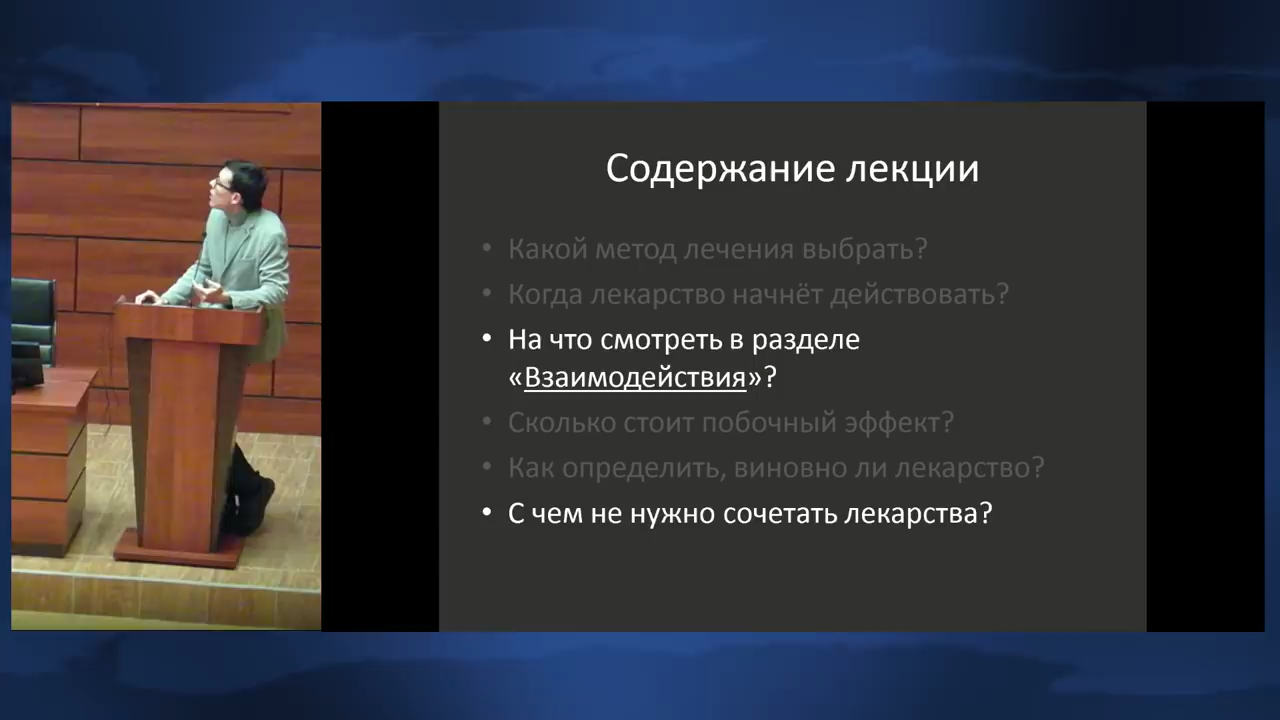 Содержание лекции
• Какой метод лечения выбрать?
• Когда лекарство начнёт действовать?
• На что смотреть в разделе
«Взаимодействия»?
• Сколько стоит побочный эффект?
• Как определить, виновно ли лекарство?
• С чем не нужно сочетать лекарства?